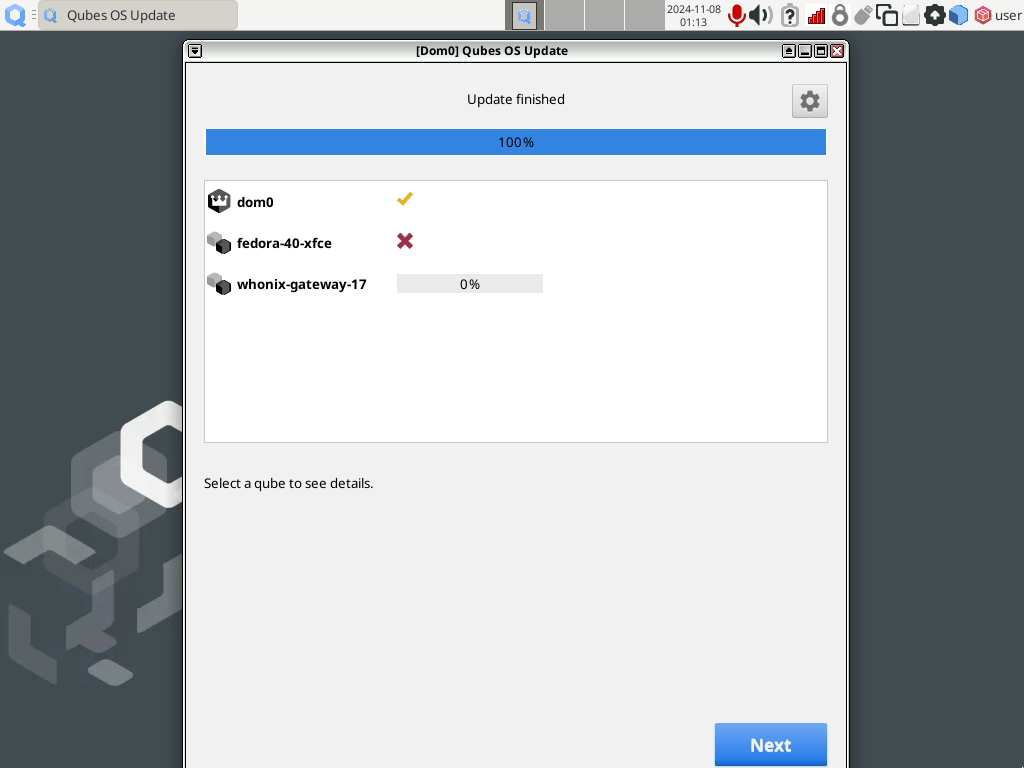 Qubes OS Update
2024-11-08
01:13
user
[Dom0] Qubes OS Update
Update finished
100%
dom0
fedora-40-xfce
whonix-gateway-17
0%
Select a qube to see details.
Next